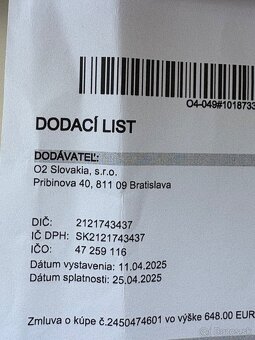 O4-049#1018733
DODACÍ LIST
DODÁVATEĽ:
O2 Slovakia, s.r.o.
Pribinova 40, 811 09 Bratislava
DIČ: 2121743437
IČ DPH: SK2121743437
IČO: 47 259 116
Dátum vystavenia: 11.04.2025
Dátum splatnosti: 25.04.2025
Zmluva o kúpe č.2450474601 vo výške 648.00 EUR